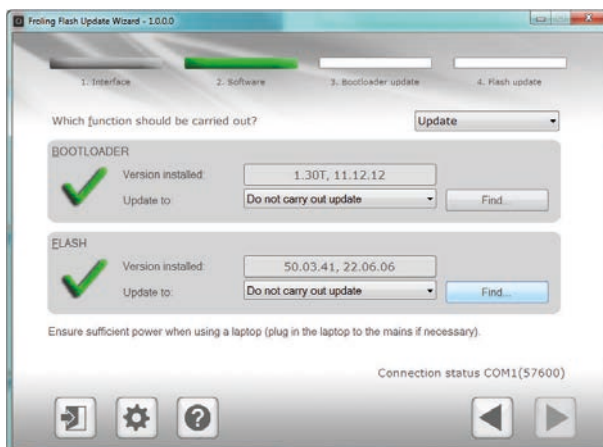 Froling Flash Update Wizard - 1.0.0.0
1. Interface 2. Software 3. Bootloader update 4. Flash update
Which function should be carried out? Update
BOOTLOADER
Version installed: 1.30T, 11.12.12
Update to: Do not carry out update Find...
FLASH
Version installed: 50.03.41, 22.06.06
Update to: Do not carry out update Find...
Ensure sufficient power when using a laptop (plug in the laptop to the mains if necessary).
Connection status COM1(57600)